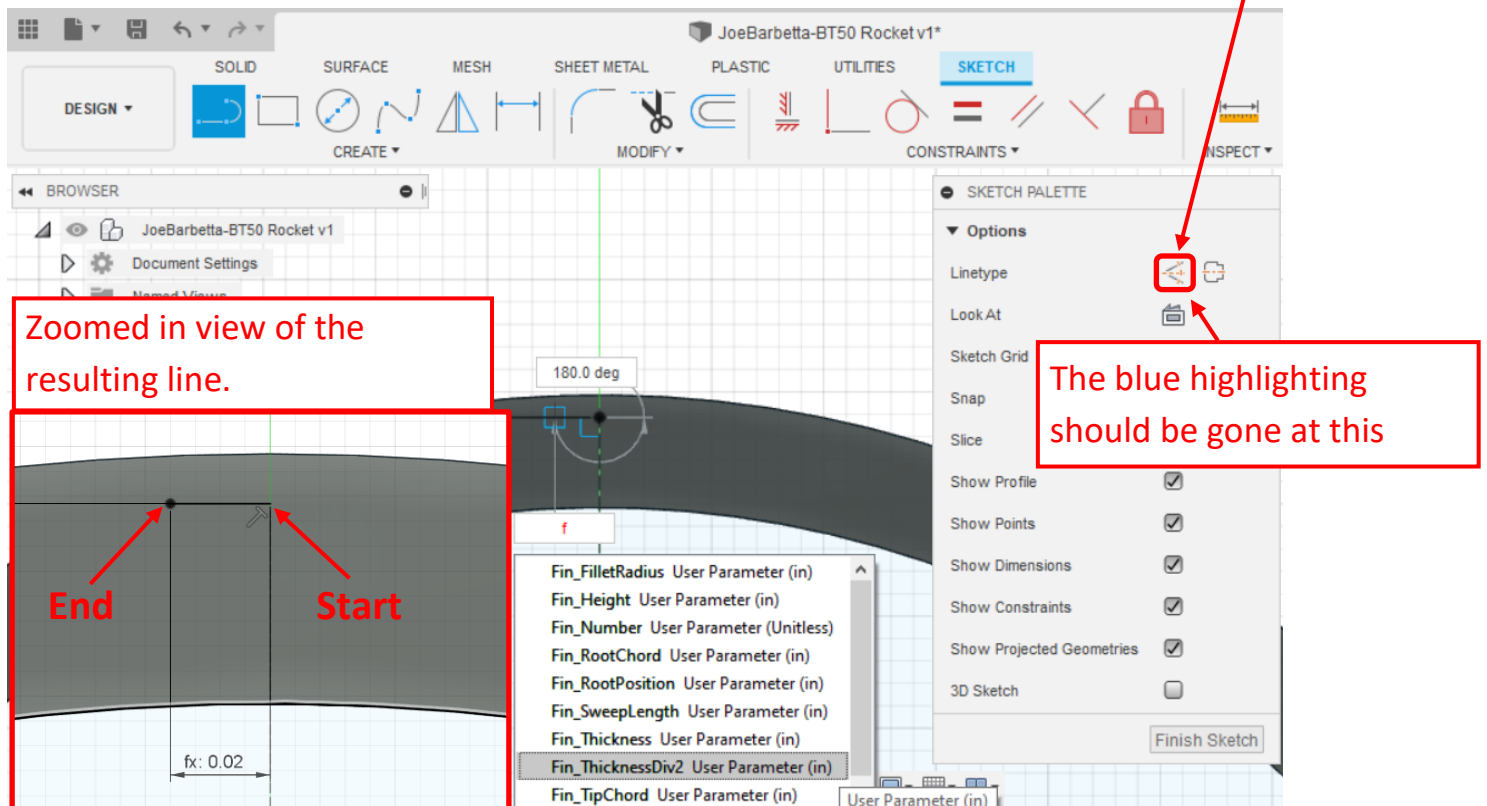 JoeBarbetta-BT50 Rocket v1*
SOLID SURFACE MESH SHEET METAL PLASTIC UTILITIES SKETCH
DESIGN
CREATE MODIFY CONSTRAINTS INSPECT
BROWSER
JoeBarbetta-BT50 Rocket v1
Document Settings
Named Views
Zoomed in view of the
resulting line.
End
Start
fx: 0.02
180.0 deg
f
Fin_FilletRadius User Parameter (in)
Fin_Height User Parameter (in)
Fin_Number User Parameter (Unitless)
Fin_RootChord User Parameter (in)
Fin_RootPosition User Parameter (in)
Fin_SweepLength User Parameter (in)
Fin_Thickness User Parameter (in)
Fin_ThicknessDiv2 User Parameter (in)
Fin_TipChord User Parameter (in)
User Parameter (in)
SKETCH PALETTE
Options
Linetype
Look At
Sketch Grid
Snap
Slice
The blue highlighting
should be gone at this
Show Profile
Show Points
Show Dimensions
Show Constraints
Show Projected Geometries
3D Sketch
Finish Sketch